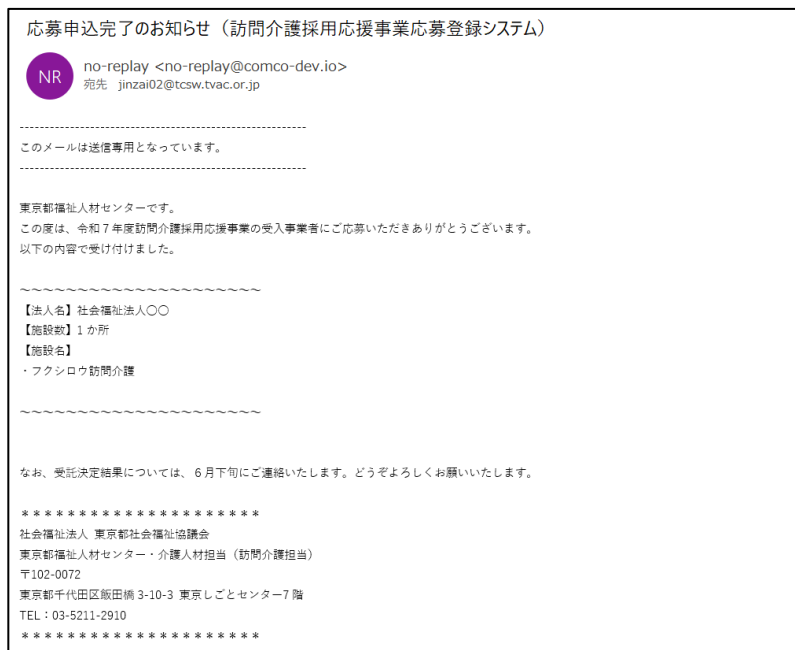 応募申込完了のお知らせ（訪問介護採用応援事業応募登録システム）
NR
no-replay <no-replay@comco-dev.io>
宛先 jinzai02@tcsw.tvac.or.jp
---------------------------------------------------------
このメールは送信専用となっています。
---------------------------------------------------------
東京都福祉人材センターです。
この度は、令和７年度訪問介護採用応援事業の受入事業者にご応募いただきありがとうございます。
以下の内容で受け付けました。
～～～～～～～～～～～～～～～～～～～～～
【法人名】社会福祉法人〇〇
【施設数】1 か所
【施設名】
・フクシロウ訪問介護
～～～～～～～～～～～～～～～～～～～～～
なお、受託決定結果については、６月下旬にご連絡いたします。どうぞよろしくお願いいたします。
＊＊＊＊＊＊＊＊＊＊＊＊＊＊＊＊＊＊＊＊＊
社会福祉法人 東京都社会福祉協議会
東京都福祉人材センター・介護人材担当（訪問介護担当）
〒102-0072
東京都千代田区飯田橋 3-10-3 東京しごとセンター7 階
TEL：03-5211-2910
＊＊＊＊＊＊＊＊＊＊＊＊＊＊＊＊＊＊＊＊＊